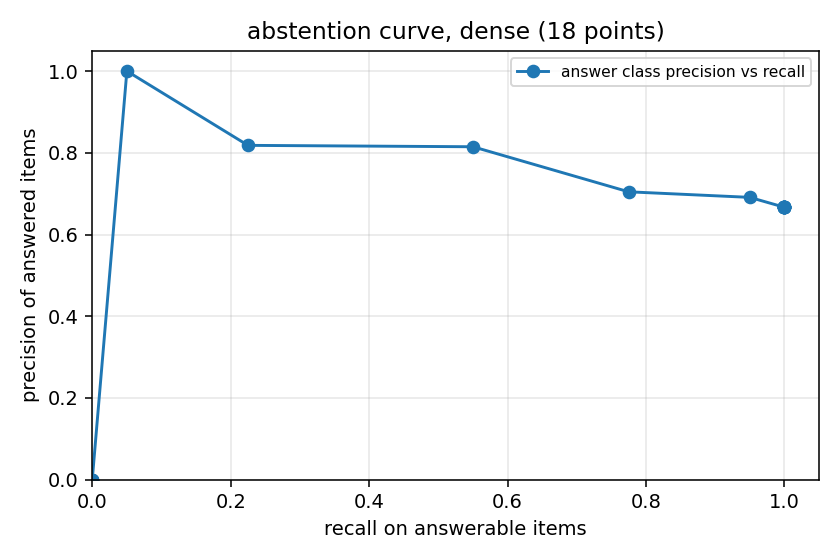 abstention curve, dense (18 points)
answer class precision vs recall
precision of answered items
1.0
0.8
0.6
0.4
0.2
0.0
0.0 0.2 0.4 0.6 0.8 1.0
recall on answerable items